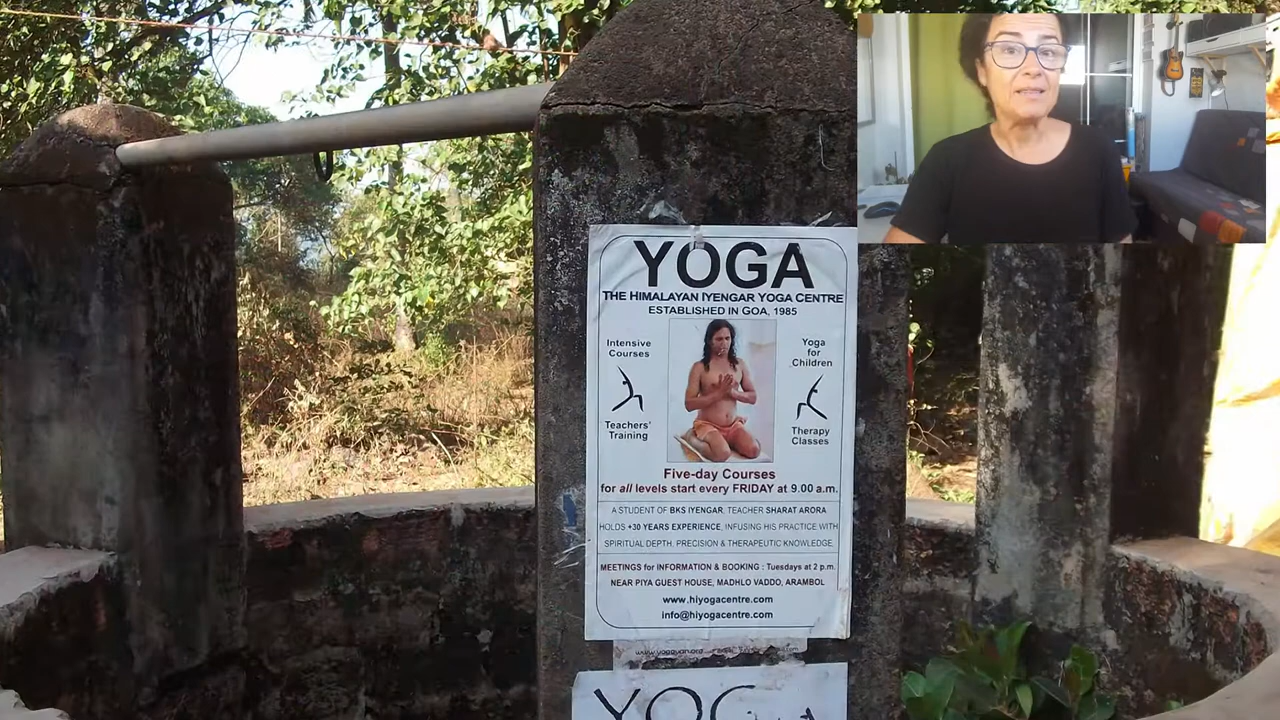 YOGA
THE HIMALAYAN IYENGAR YOGA CENTRE
ESTABLISHED IN GOA, 1985
Intensive
Courses
Yoga
for
Children
Teachers'
Training
Therapy
Classes
Five-day Courses
for all levels start every FRIDAY at 9.00 a.m.
A STUDENT OF BKS IYENGAR, TEACHER SHARAT ARORA
HOLDS +30 YEARS EXPERIENCE, INFUSING HIS PRACTICE WITH
SPIRITUAL DEPTH, PRECISION & THERAPEUTIC KNOWLEDGE.
MEETINGS for INFORMATION & BOOKING : Tuesdays at 2 p.m.
NEAR PIYA GUEST HOUSE, MADHLO VADDO, ARAMBOL
www.hiyogacentre.com
info@hiyogacentre.com